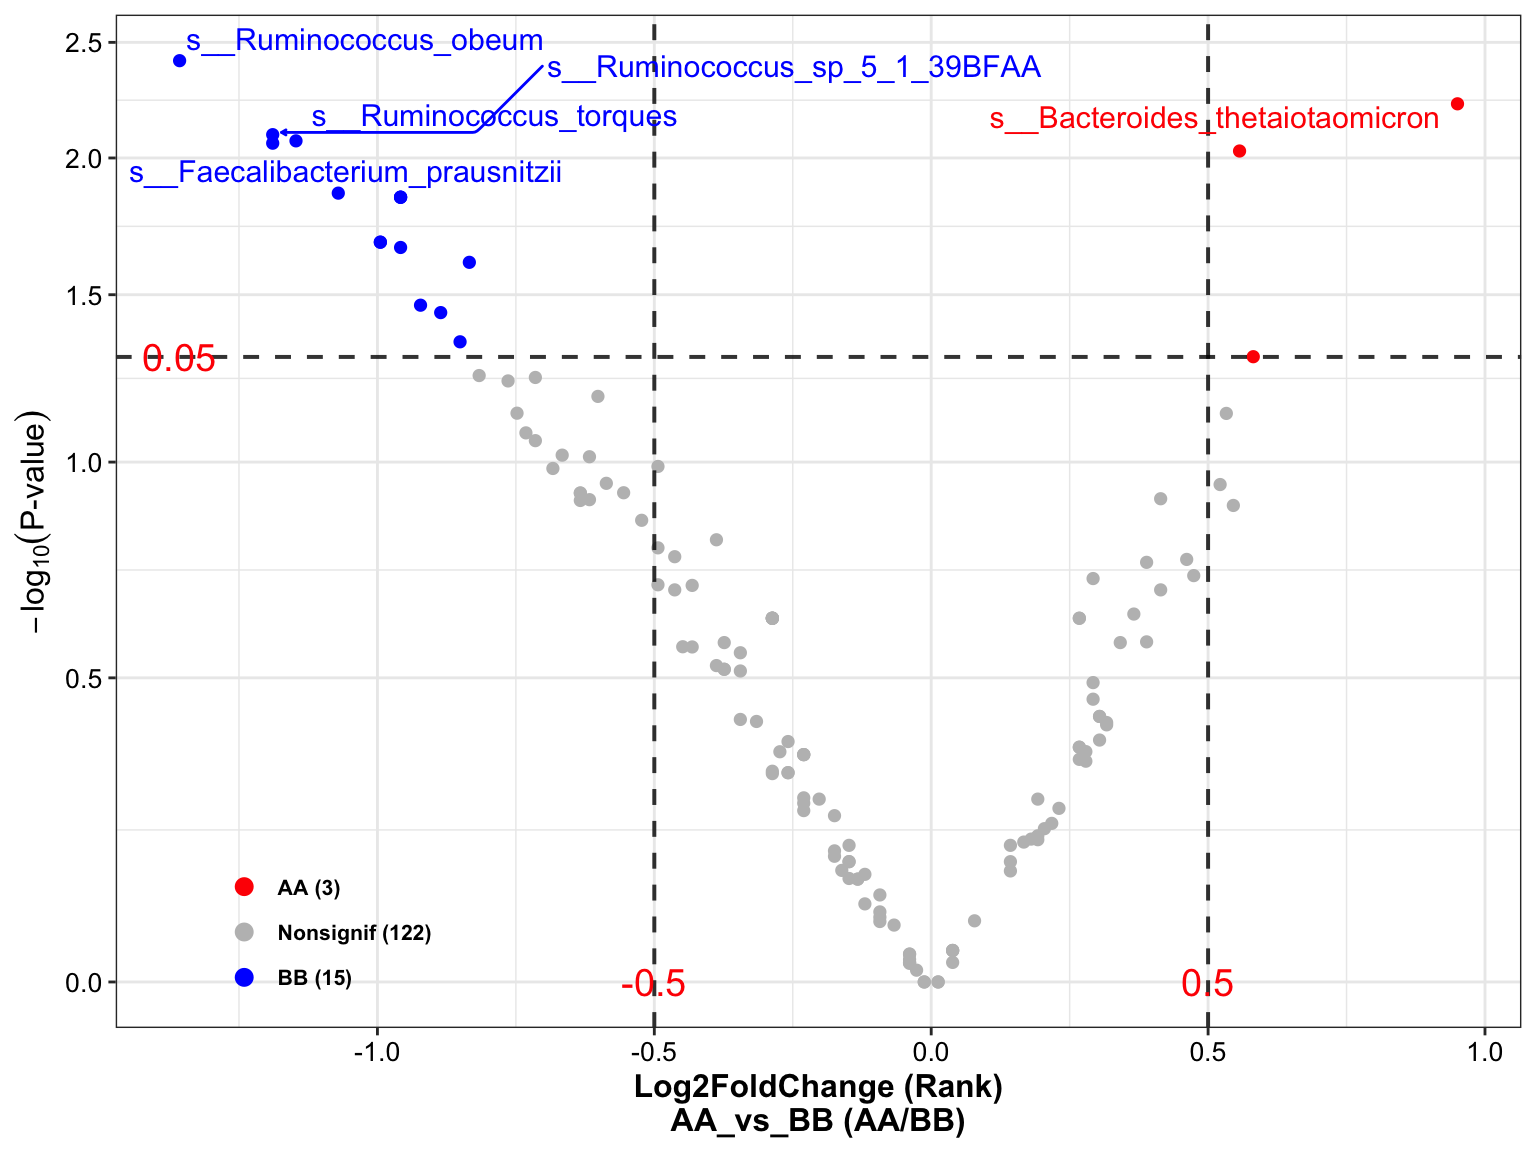 2.5
2.0
1.5
1.0
0.5
0.0
−log10(P-value)
s__Ruminococcus_obeum
s__Ruminococcus_sp_5_1_39BFAA
s__Ruminococcus_torques
s__Bacteroides_thetaiotaomicron
s__Faecalibacterium_prausnitzii
0.05
AA (3)
Nonsignif (122)
BB (15)
-0.5
0.5
-1.0
-0.5
0.0
0.5
1.0
Log2FoldChange (Rank)
AA_vs_BB (AA/BB)